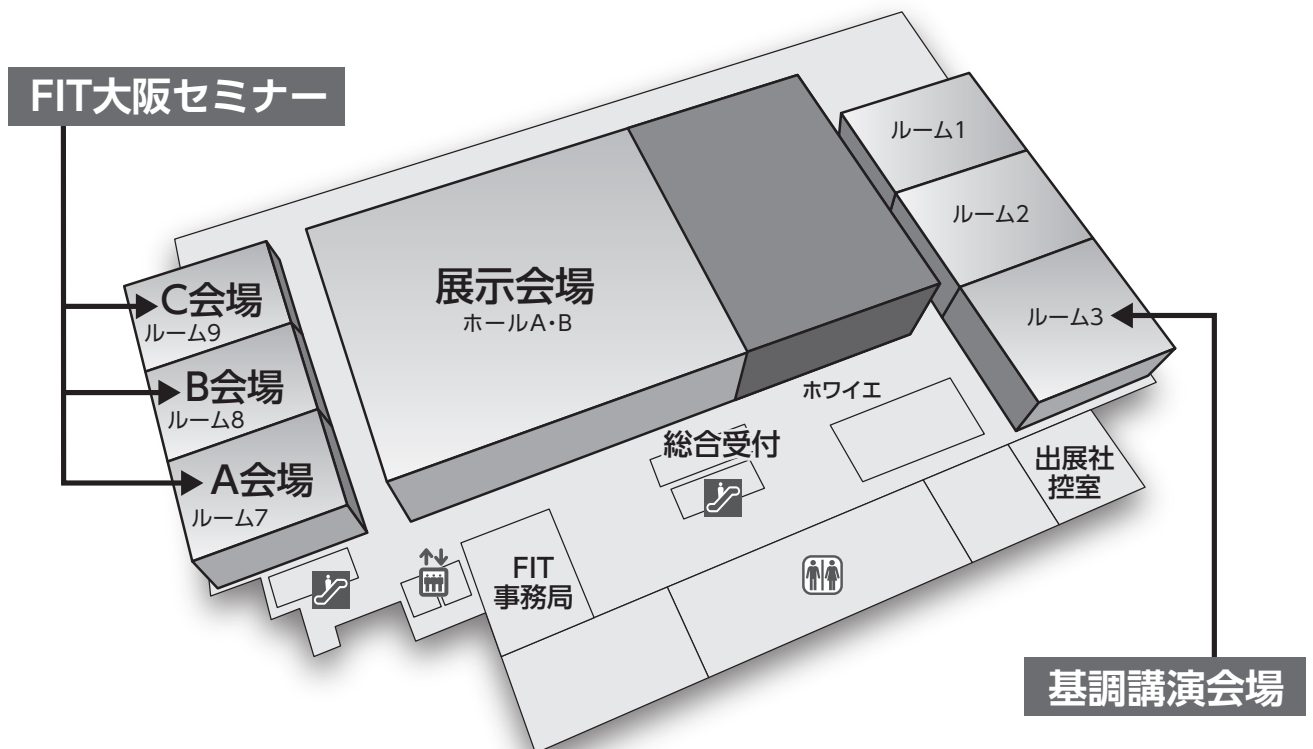 FIT大阪セミナー
ルーム1
ルーム2
ルーム3
展示会場
ホールA・B
C会場
ルーム9
B会場
ルーム8
A会場
ルーム7
ホワイエ
総合受付
出展社
控室
FIT
事務局
基調講演会場